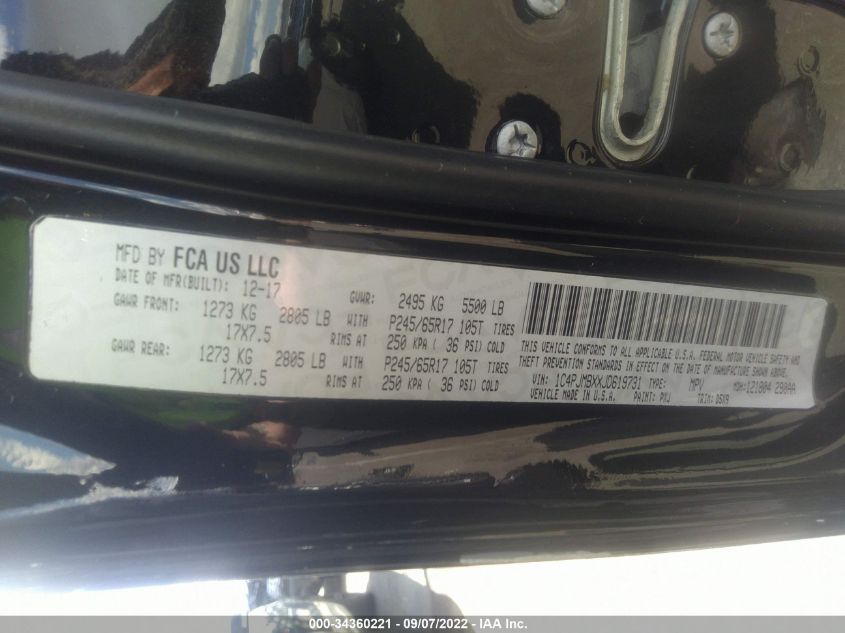 MFD BY FCA US LLC
DATE OF MFR(BUILT): 12-17 GVWR: 2495 KG 5500 LB
GAWR FRONT: 1273 KG 2805 LB WITH P245/65R17 105T TIRES
17X7.5 RIMS AT 250 KPA ( 36 PSI) COLD
GAWR REAR: 1273 KG 2805 LB WITH P245/65R17 105T TIRES
17X7.5 RIMS AT 250 KPA ( 36 PSI) COLD
THIS VEHICLE CONFORMS TO ALL APPLICABLE U.S.A. FEDERAL MOTOR VEHICLE SAFETY AND
THEFT PREVENTION STANDARDS IN EFFECT ON THE DATE OF MANUFACTURE SHOWN ABOVE.
VIN: 1C4PJMBXXJD619731 TYPE: MPV MDH:121804 290AA
VEHICLE MADE IN U.S.A. PAINT: PXJ TRIM: DSX9
000-34360221 - 09/07/2022 - IAA Inc.